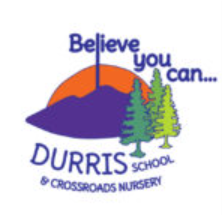 Believe
you
can...
DURRIS SCHOOL
& CROSSROADS NURSERY